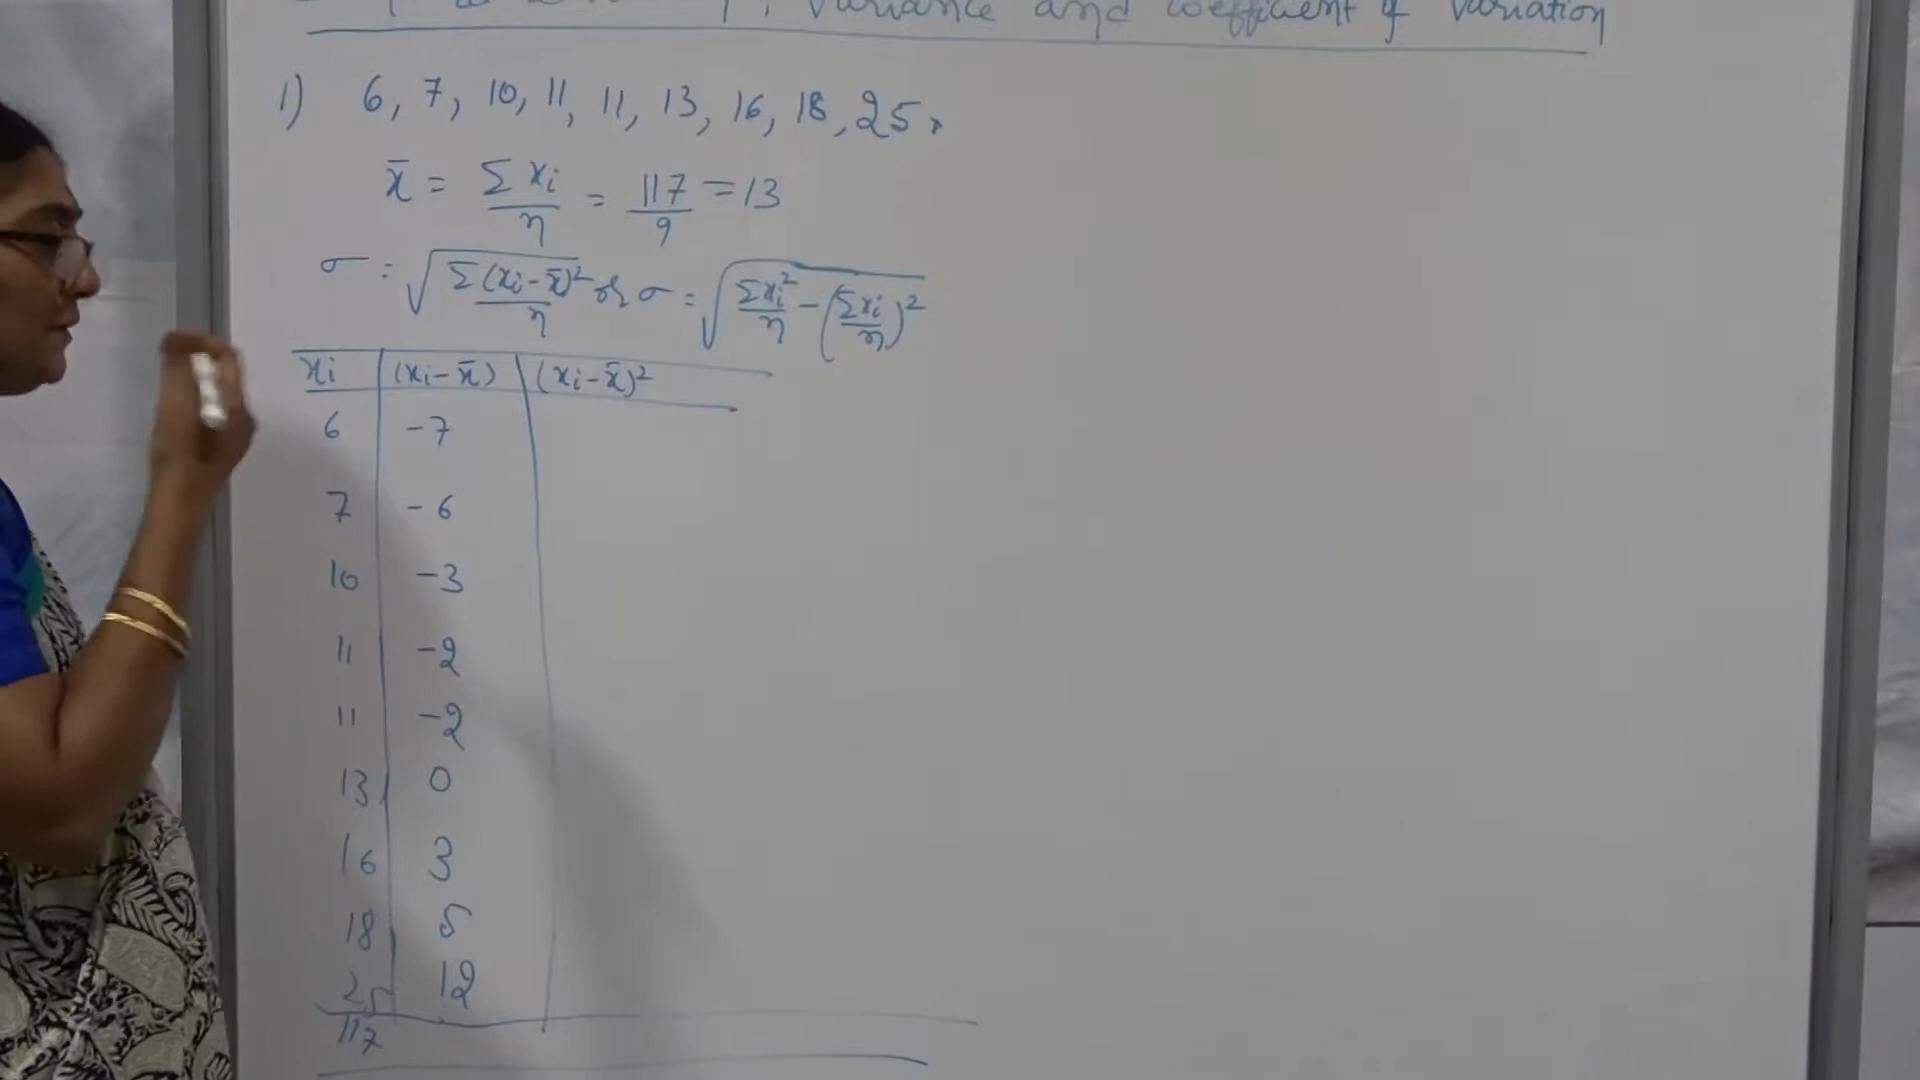 variance and coefficient of variation
1) 6, 7, 10, 11, 11, 13, 16, 18, 25.
x̄ = Σxi/n = 117/9 = 13
σ = √(Σ(xi-x̄)²/n) or σ = √(Σxi²/n - (Σxi/n)²)
xi (xi-x̄) (xi-x̄)²
6 -7
7 -6
10 -3
11 -2
11 -2
13 0
16 3
18 5
25 12
117